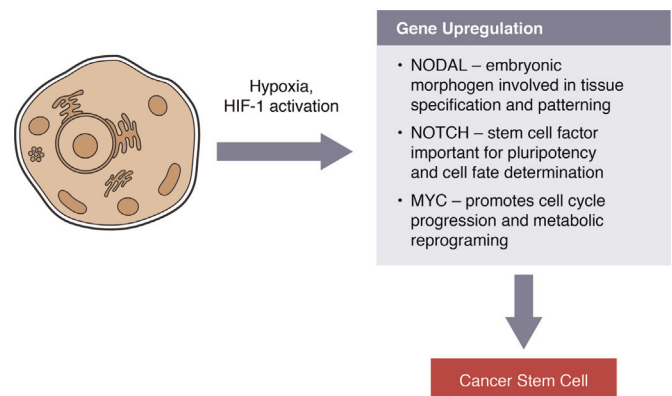 Hypoxia,
HIF-1 activation
Gene Upregulation
• NODAL – embryonic
morphogen involved in tissue
specification and patterning
• NOTCH – stem cell factor
important for pluripotency
and cell fate determination
• MYC – promotes cell cycle
progression and metabolic
reprograming
Cancer Stem Cell